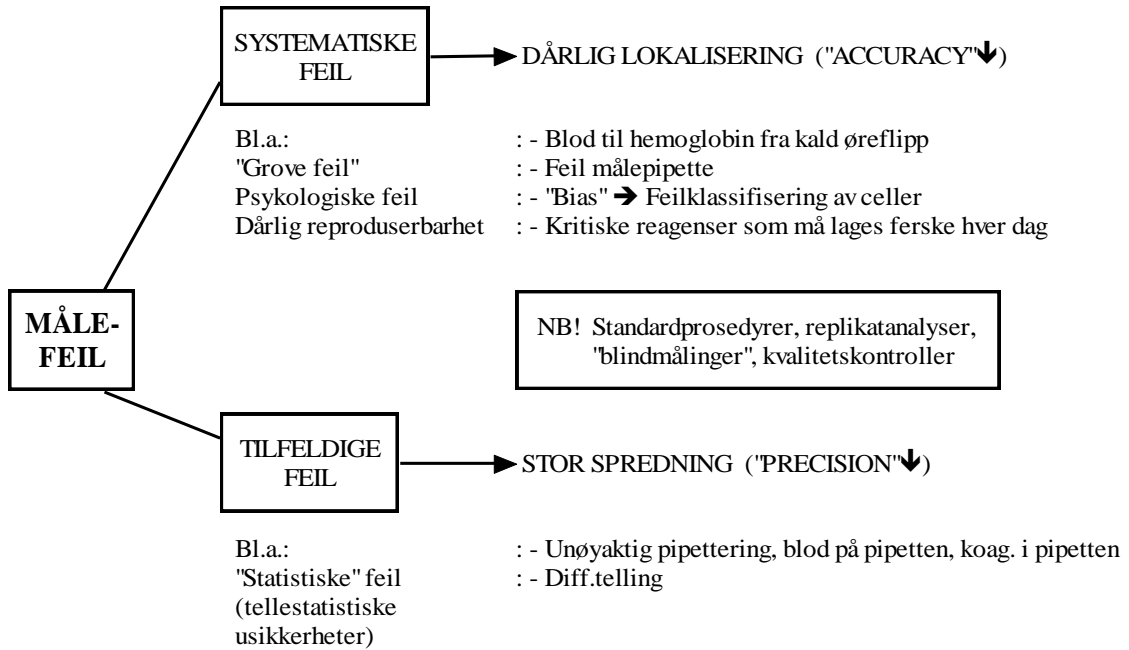 SYSTEMATISKE
FEIL
DÅRLIG LOKALISERING ("ACCURACY"🡻)
Bl.a.: : - Blod til hemoglobin fra kald øreflipp
"Grove feil" : - Feil målepipette
Psykologiske feil : - "Bias" ➔ Feilklassifisering av celler
Dårlig reproduserbarhet : - Kritiske reagenser som må lages ferske hver dag
MÅLE-
FEIL
NB! Standardprosedyrer, replikatanalyser,
"blindmålinger", kvalitetskontroller
TILFELDIGE
FEIL
STOR SPREDNING ("PRECISION"🡻)
Bl.a.: : - Unøyaktig pipettering, blod på pipetten, koag. i pipetten
"Statistiske" feil : - Diff.telling
(tellestatistiske
usikkerheter)